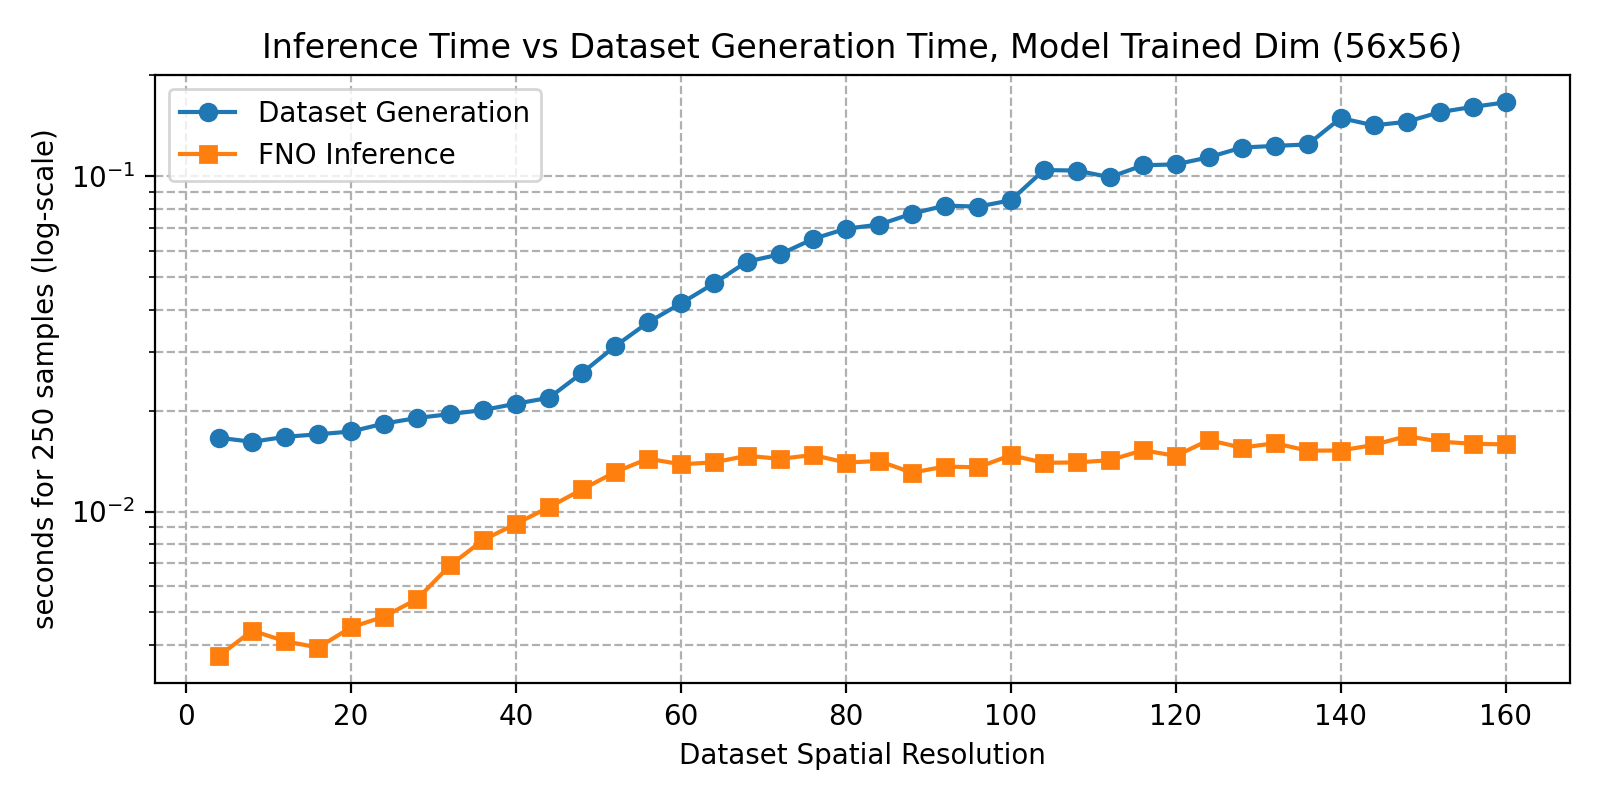 Inference Time vs Dataset Generation Time, Model Trained Dim (56x56)
Dataset Generation
FNO Inference
seconds for 250 samples (log-scale)
10⁻¹
10⁻²
0 20 40 60 80 100 120 140 160
Dataset Spatial Resolution